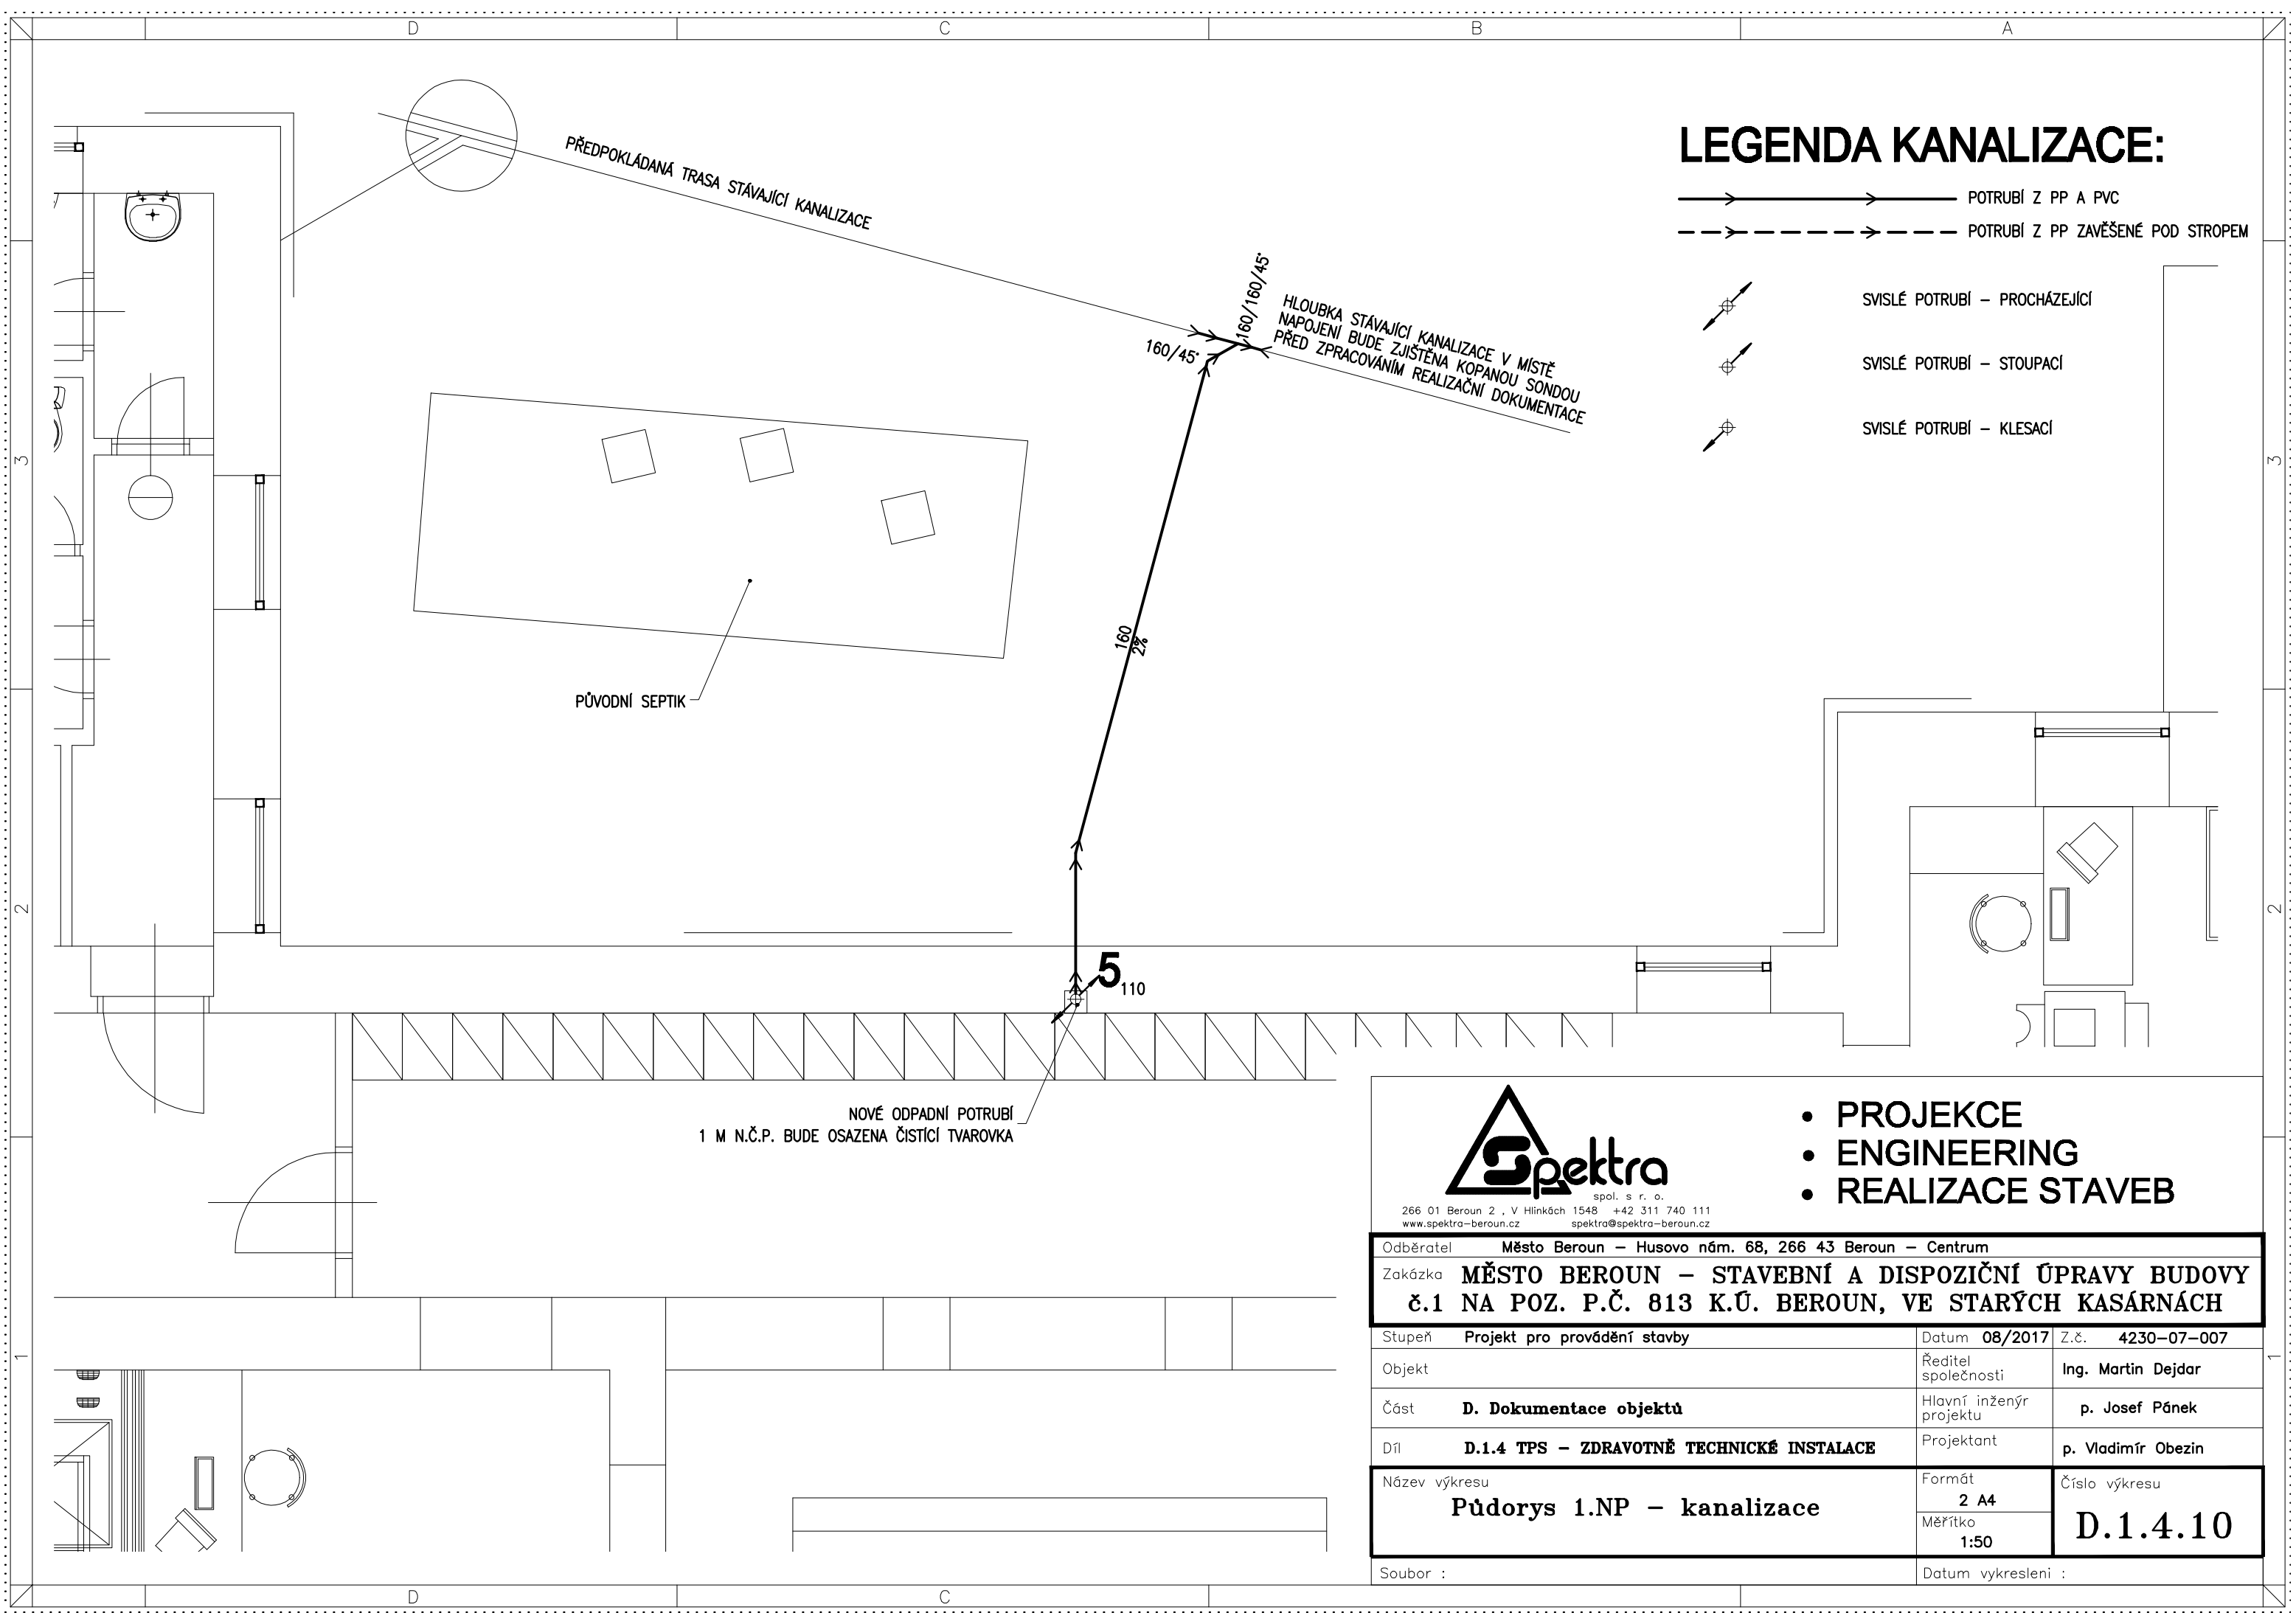 D
C
B
A
PŘEDPOKLÁDANÁ TRASA STÁVAJÍCÍ KANALIZACE
LEGENDA KANALIZACE:
POTRUBÍ Z PP A PVC
POTRUBÍ Z PP ZAVĚŠENÉ POD STROPEM
SVISLÉ POTRUBÍ – PROCHÁZEJÍCÍ
SVISLÉ POTRUBÍ – STOUPACÍ
SVISLÉ POTRUBÍ – KLESACÍ
160/160/45°
160/45°
HLOUBKA STÁVAJÍCÍ KANALIZACE V MÍSTĚ
NAPOJENÍ BUDE ZJIŠTĚNA KOPANOU SONDOU
PŘED ZPRACOVÁNÍM REALIZAČNÍ DOKUMENTACE
3
3
160
2%
PŮVODNÍ SEPTIK
2
2
5
110
NOVÉ ODPADNÍ POTRUBÍ
1 M N.Č.P. BUDE OSAZENA ČISTÍCÍ TVAROVKA
Spektra
spol. s r. o.
266 01 Beroun 2 , V Hlinkách 1548 +42 311 740 111
www.spektra-beroun.cz spektra@spektra-beroun.cz
• PROJEKCE
• ENGINEERING
• REALIZACE STAVEB
Odběratel Město Beroun – Husovo nám. 68, 266 43 Beroun – Centrum
Zakázka MĚSTO BEROUN – STAVEBNÍ A DISPOZIČNÍ ÚPRAVY BUDOVY
č.1 NA POZ. P.Č. 813 K.Ú. BEROUN, VE STARÝCH KASÁRNÁCH
Stupeň Projekt pro provádění stavby
Datum 08/2017 Z.č. 4230-07-007
Objekt
Ředitel
společnosti
Ing. Martin Dejdar
Část D. Dokumentace objektů
Hlavní inženýr
projektu
p. Josef Pánek
Díl D.1.4 TPS – ZDRAVOTNĚ TECHNICKÉ INSTALACE
Projektant
p. Vladimír Obezin
Název výkresu
Půdorys 1.NP – kanalizace
Formát
2 A4
Měřítko
1:50
Číslo výkresu
D.1.4.10
Soubor :
Datum vykresleni :
1
1
D
C